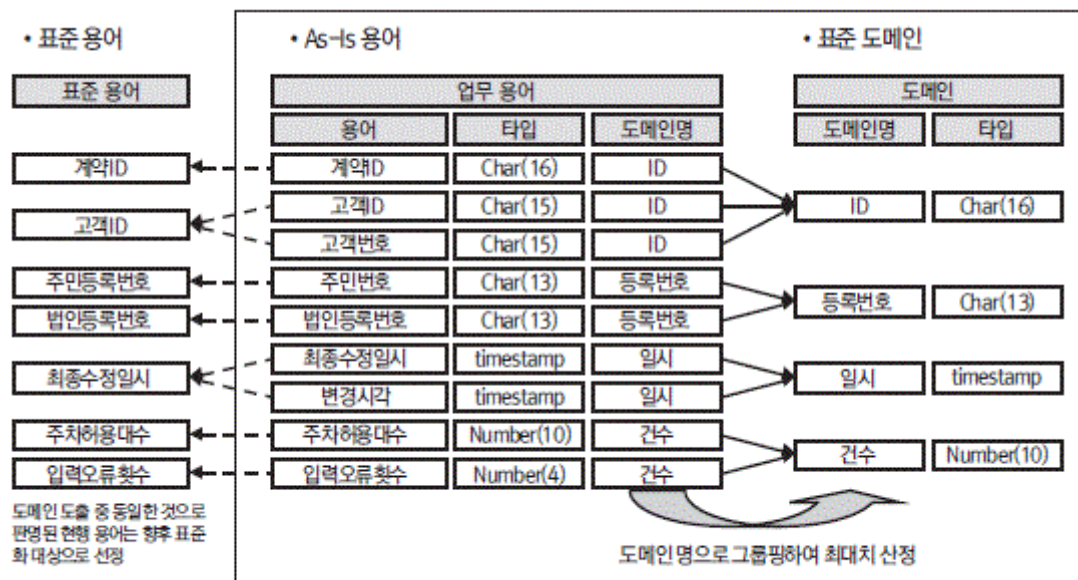 • 표준 용어
• As-Is 용어
• 표준 도메인
표준 용어
업무 용어
도메인
용어 타입 도메인명
도메인명 타입
계약ID
계약ID Char(16) ID
고객ID
고객ID Char(15) ID
ID Char(16)
고객번호 Char(15) ID
주민등록번호
주민번호 Char(13) 등록번호
등록번호 Char(13)
법인등록번호
법인등록번호 Char(13) 등록번호
최종수정일시
최종수정일시 timestamp 일시
일시 timestamp
변경시각 timestamp 일시
주차허용대수
주차허용대수 Number(10) 건수
건수 Number(10)
입력오류횟수
입력오류횟수 Number(4) 건수
도메인 도출 중 동일한 것으로
판명된 현행 용어는 향후 표준
화 대상으로 선정
도메인 명으로 그룹핑하여 최대치 산정